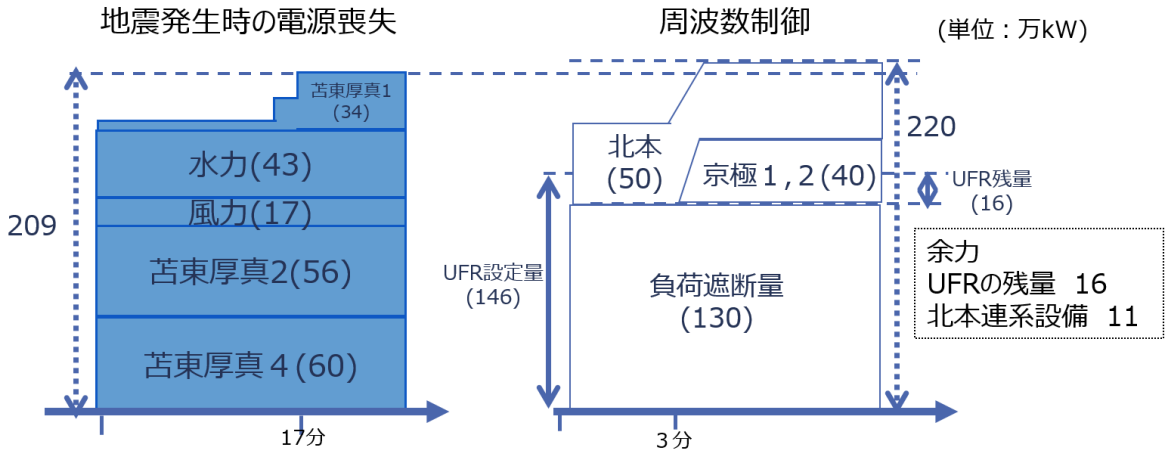 地震発生時の電源喪失
周波数制御
(単位：万kW)
苫東厚真1
(34)
水力(43)
風力(17)
苫東厚真2(56)
苫東厚真４(60)
209
17分
北本
(50)
京極１,２(40)
220
UFR残量
(16)
UFR設定量
(146)
負荷遮断量
(130)
余力
UFRの残量 16
北本連系設備 11
３分